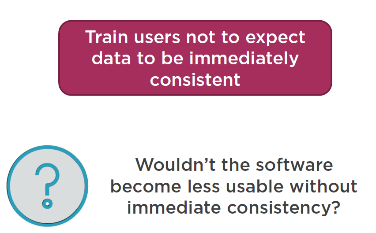 Train users not to expect
data to be immediately
consistent
?
Wouldn't the software
become less usable without
immediate consistency?